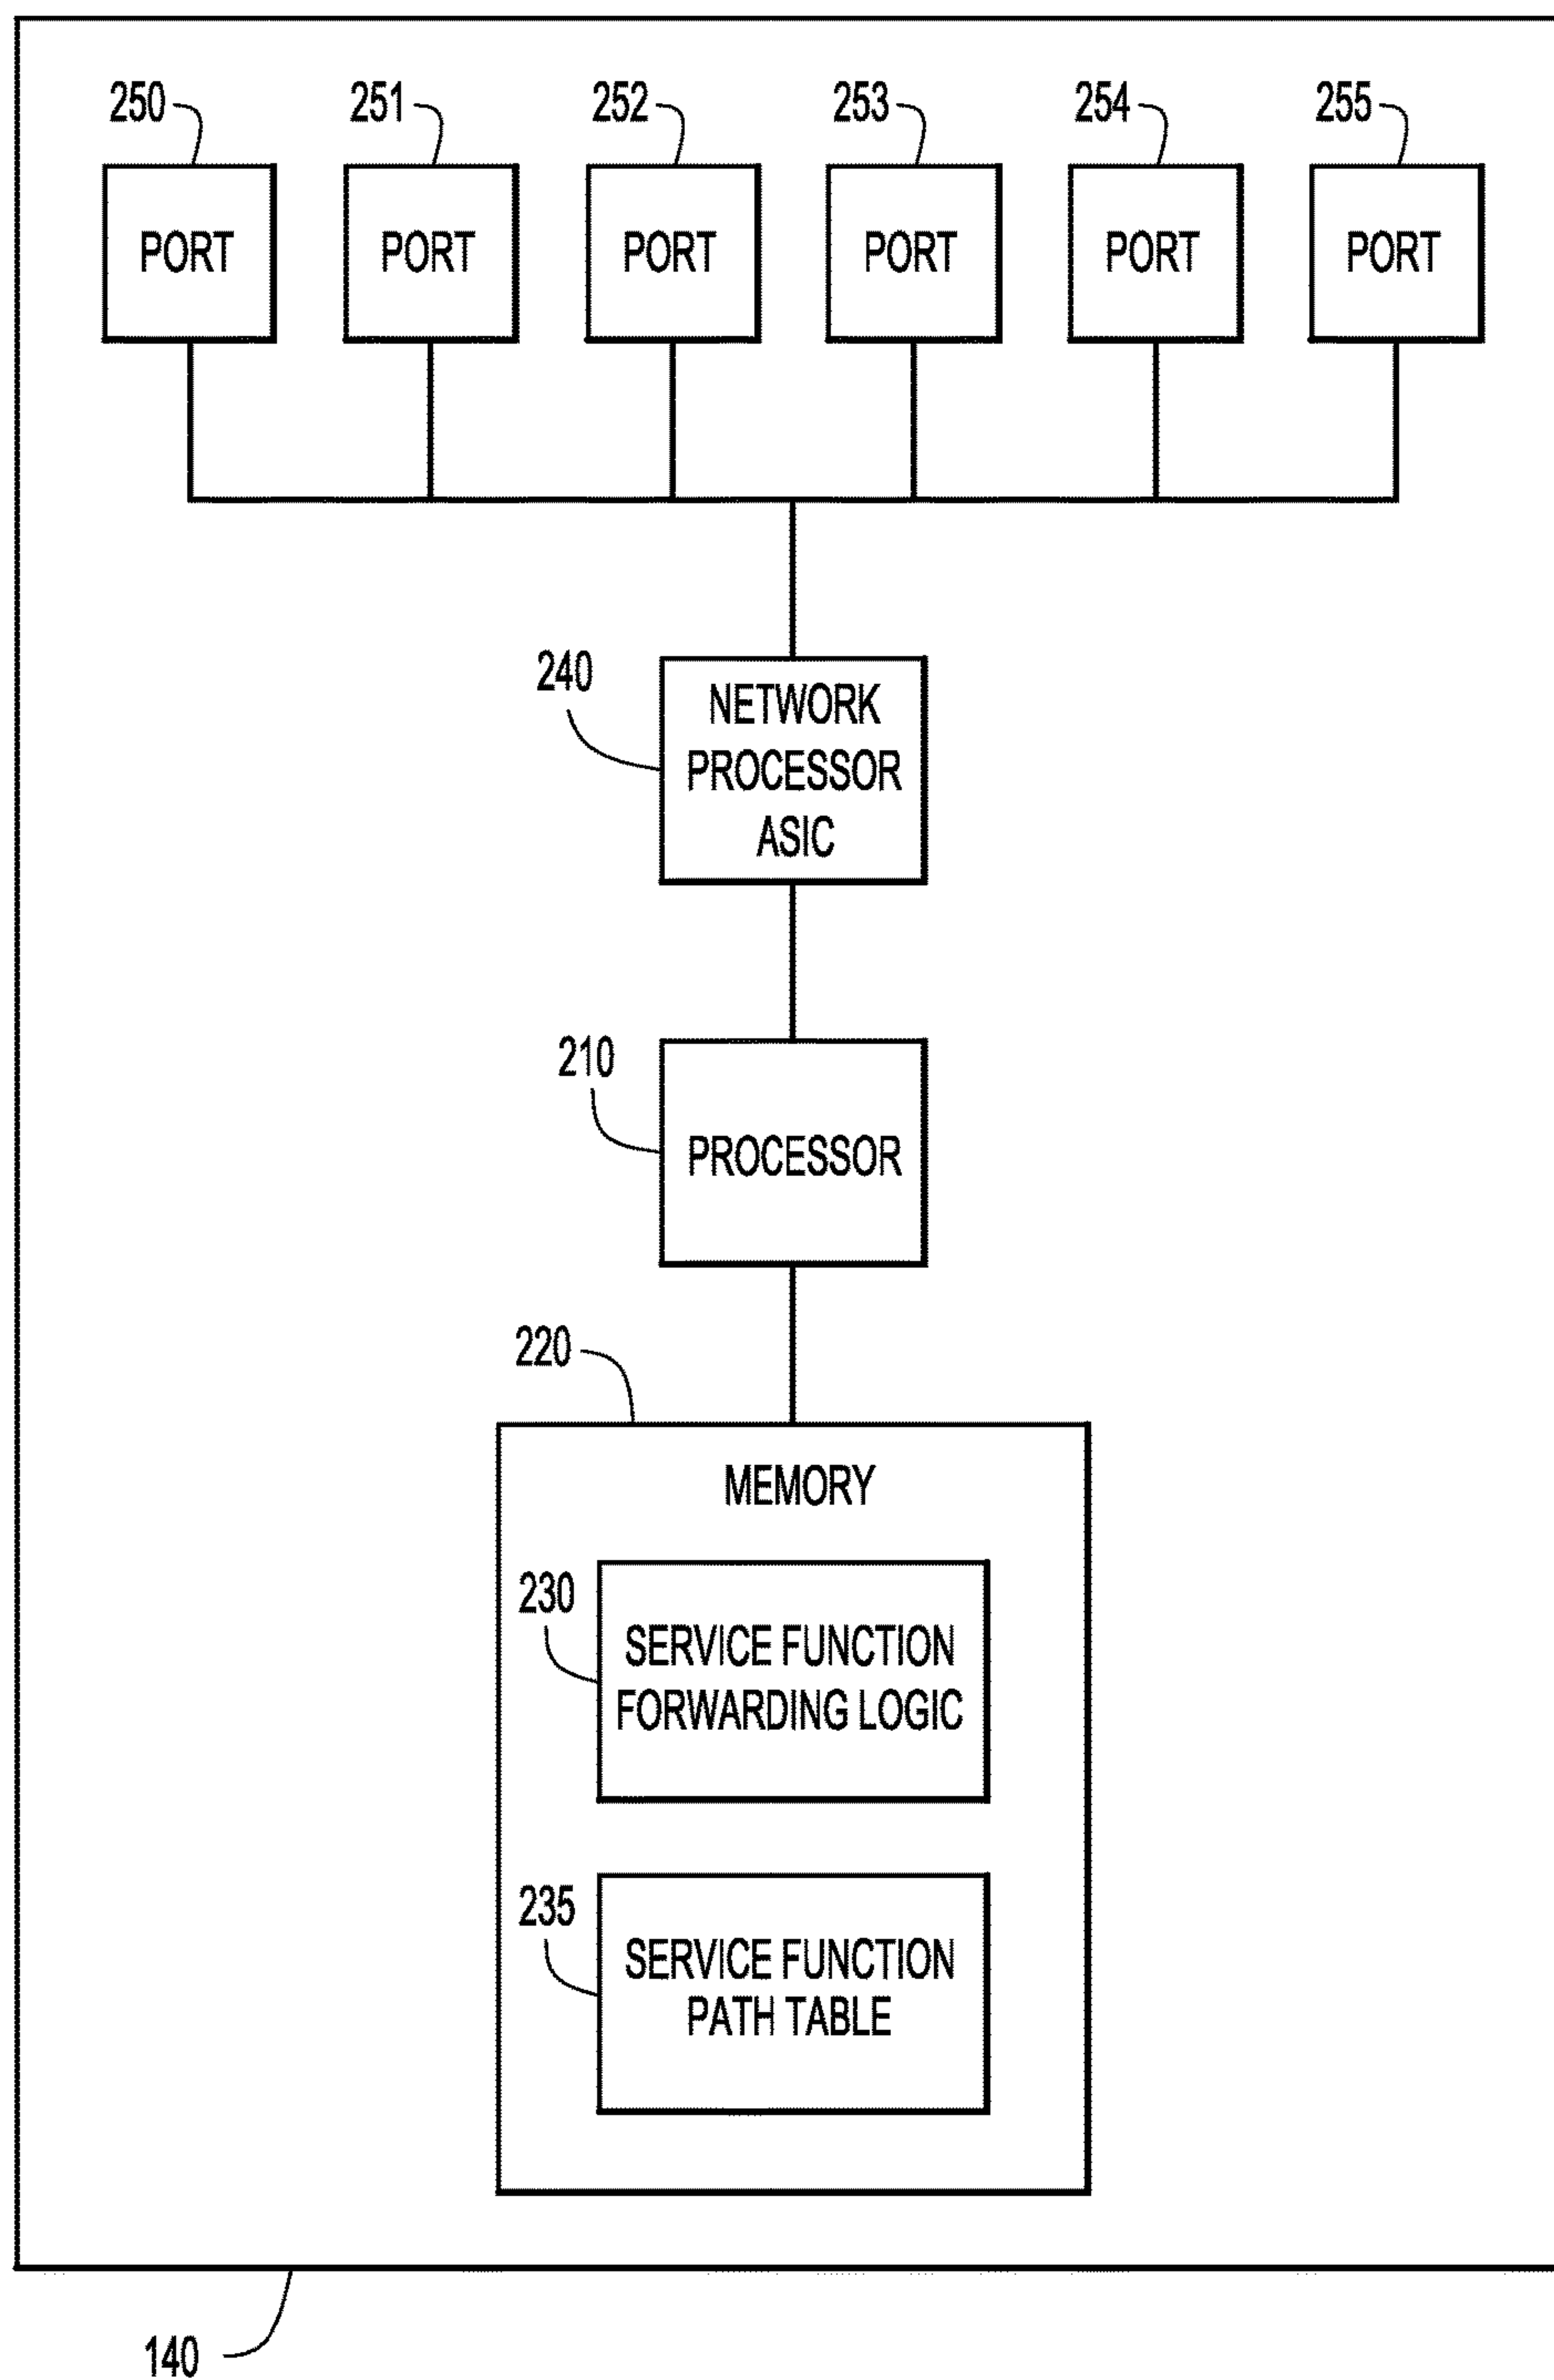 250 251 252 253 254 255
PORT PORT PORT PORT PORT PORT
240
NETWORK
PROCESSOR
ASIC
210
PROCESSOR
220
MEMORY
230
SERVICE FUNCTION
FORWARDING LOGIC
235
SERVICE FUNCTION
PATH TABLE
140